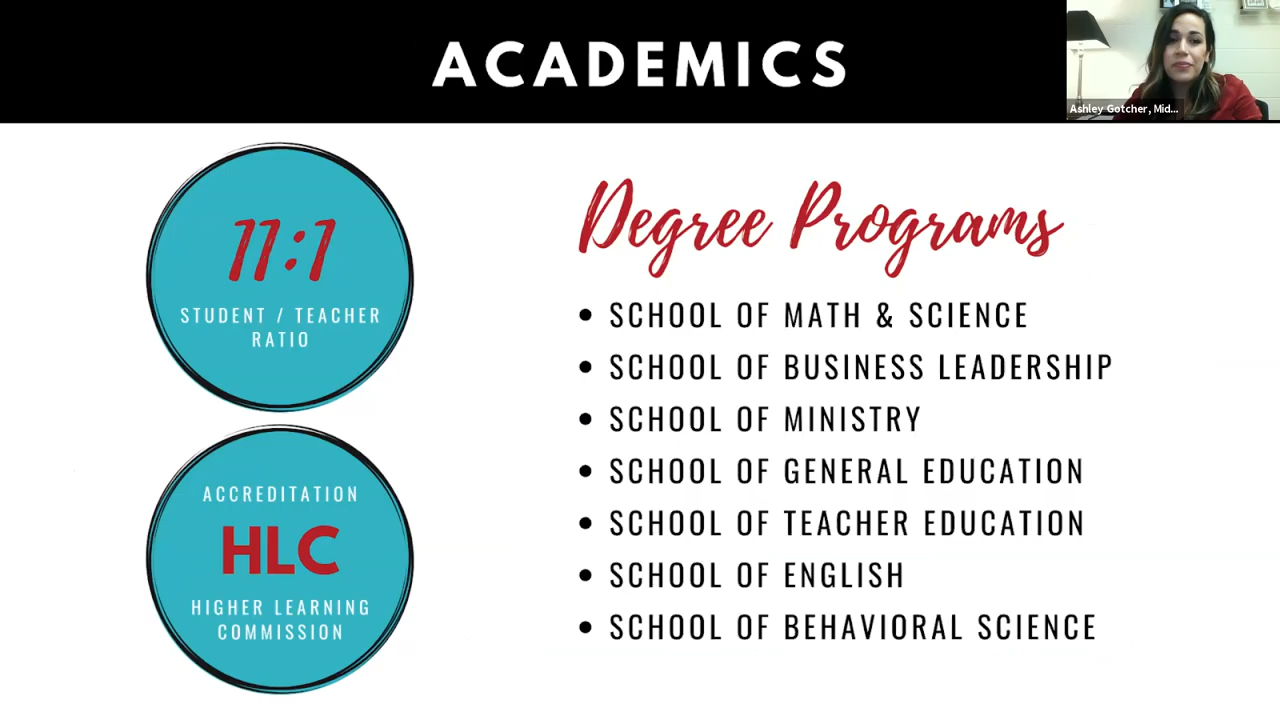 ACADEMICS
Ashley Gotcher, Mid...
11:1
STUDENT / TEACHER
RATIO
ACCREDITATION
HLC
HIGHER LEARNING
COMMISSION
Degree Programs
• SCHOOL OF MATH & SCIENCE
• SCHOOL OF BUSINESS LEADERSHIP
• SCHOOL OF MINISTRY
• SCHOOL OF GENERAL EDUCATION
• SCHOOL OF TEACHER EDUCATION
• SCHOOL OF ENGLISH
• SCHOOL OF BEHAVIORAL SCIENCE